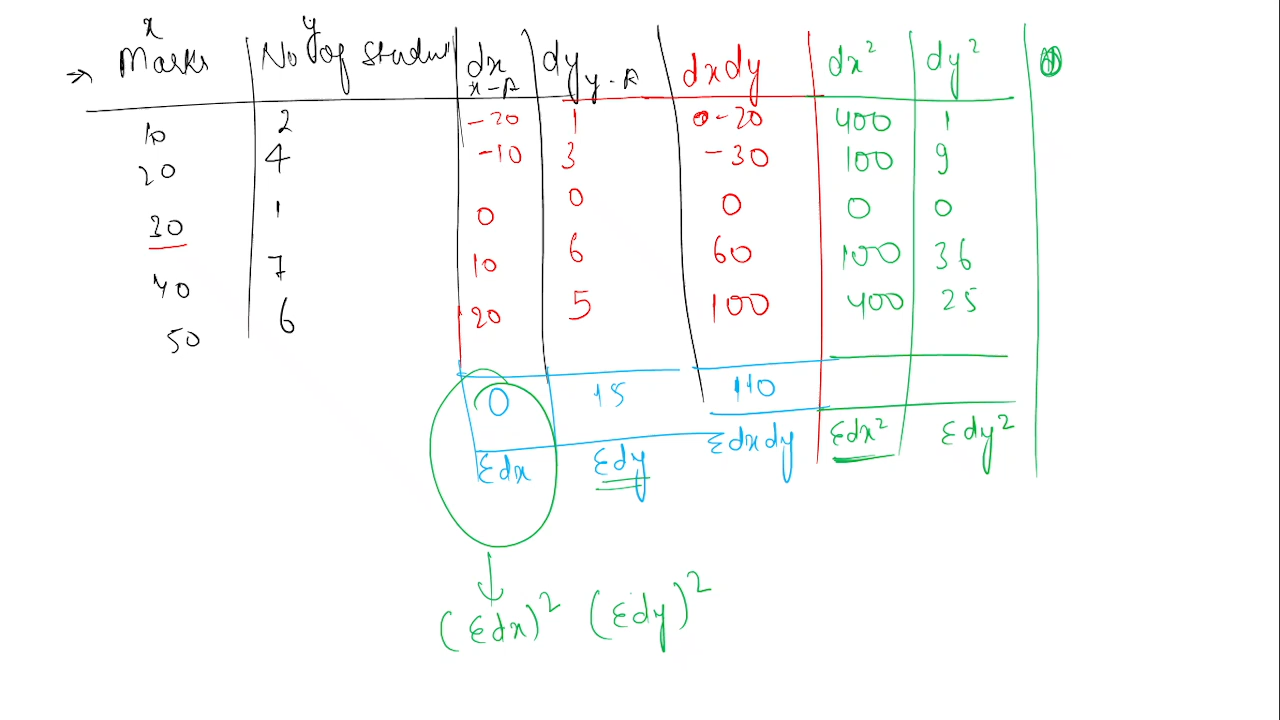 x y
→ Marks No of student dx dy dxdy dx² dy²
x-A y-A
10 2 -20 1 -20 400 1
20 4 -10 3 -30 100 9
30 1 0 0 0 0 0
40 7 10 6 60 100 36
50 6 20 5 100 400 25
0 15 110
Σdx Σdy Σdxdy Σdx² Σdy²
↓
(Σdx)² (Σdy)²